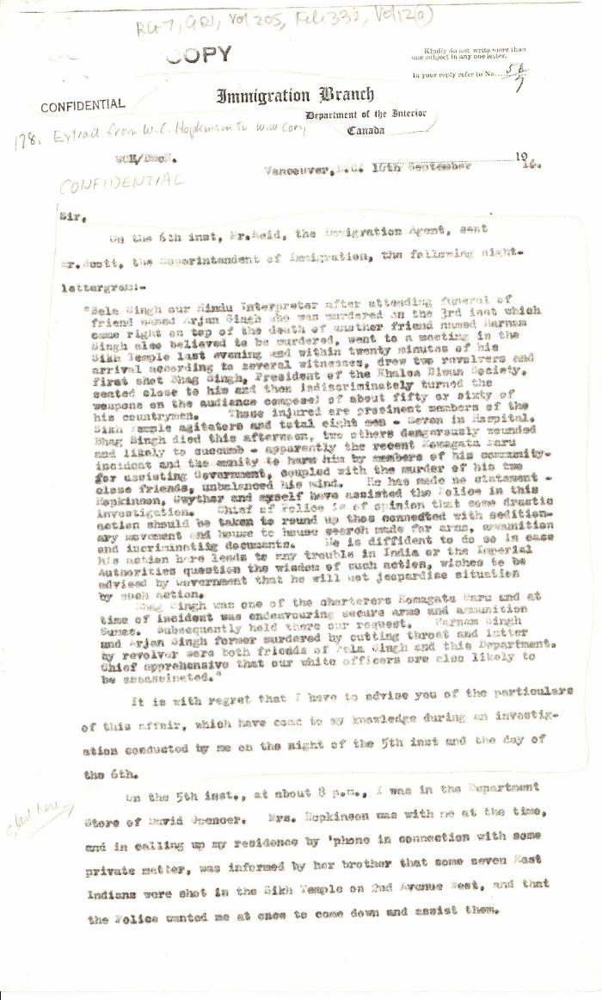 RG7, G21, Vol 205, File 332, Vol 12(a)
COPY
Kindly do not write more than
one subject in any one letter.
In your reply refer to No.
CONFIDENTIAL
Immigration Branch
Department of the Interior
Canada
178. Extract from W.C. Hopkinson to W.W Cory
WCH/
Vancouver, B.C. 10th September 19
CONFIDENTIAL
Sir,
On the 6th inst, Mr. Reid, the Immigration Agent, sent
Mr. Scott, the Superintendent of Immigration, the following night-
lettergram:-
"Bela Singh our Hindu Interpreter after attending funeral of
friend named Arjan Singh who was murdered on the 3rd inst which
came right on top of the death of another friend named Harnam
Singh also believed to be murdered, went to a meeting in the
Sikh Temple last evening and within twenty minutes of his
arrival according to several witnesses, drew two revolvers and
first shot Bhag Singh, President of the Khalsa Diwan Society,
seated close to him and then indiscriminately turned the
weapons on the audience composed of about fifty or sixty of
his countrymen. Those injured are prominent members of the
Sikh Temple agitators and total eight men - Seven in Hospital.
Bhag Singh died this afternoon, two others dangerously wounded
and likely to succumb - apparently the recent Komagata Maru
incident and the enmity to harm him by members of his community-
for assisting Government, coupled with the murder of his two
close friends, unbalanced his mind. He has made no statement -
Hopkinson, Gwyther and myself have assisted the Police in this
investigation. Chief of Police is of opinion that some drastic
action should be taken to round up thos connected with sedition-
ary movement and house to house search made for arms, ammunition
and incriminating documents. He is diffident to do so in case
his action here leads to any trouble in India or the Imperial
Authorities question the wisdom of such action, wishes to be
advised by Government that he will not jeopardise situation
by such action.
Bhag Singh was one of the charterers Komagata Maru and at
time of incident was endeavouring secure arms and ammunition
Sumas. Subsequently held there our request. Harnam Singh
and Arjan Singh former murdered by cutting throat and latter
by revolver were both friends of Bela Singh and this Department.
Chief apprehensive that our white officers are also likely to
be assassinated."
It is with regret that I have to advise you of the particulars
of this affair, which have come to my knowledge during an investig-
ation conducted by me on the night of the 5th inst and the day of
the 6th.
Start here
On the 5th inst., at about 8 p.m., I was in the Department
Store of David Spencer. Mrs. Hopkinson was with me at the time,
and in calling up my residence by 'phone in connection with some
private matter, was informed by her brother that some seven East
Indians were shot in the Sikh Temple on 2nd Avenue West, and that
the Police wanted me at once to come down and assist them.